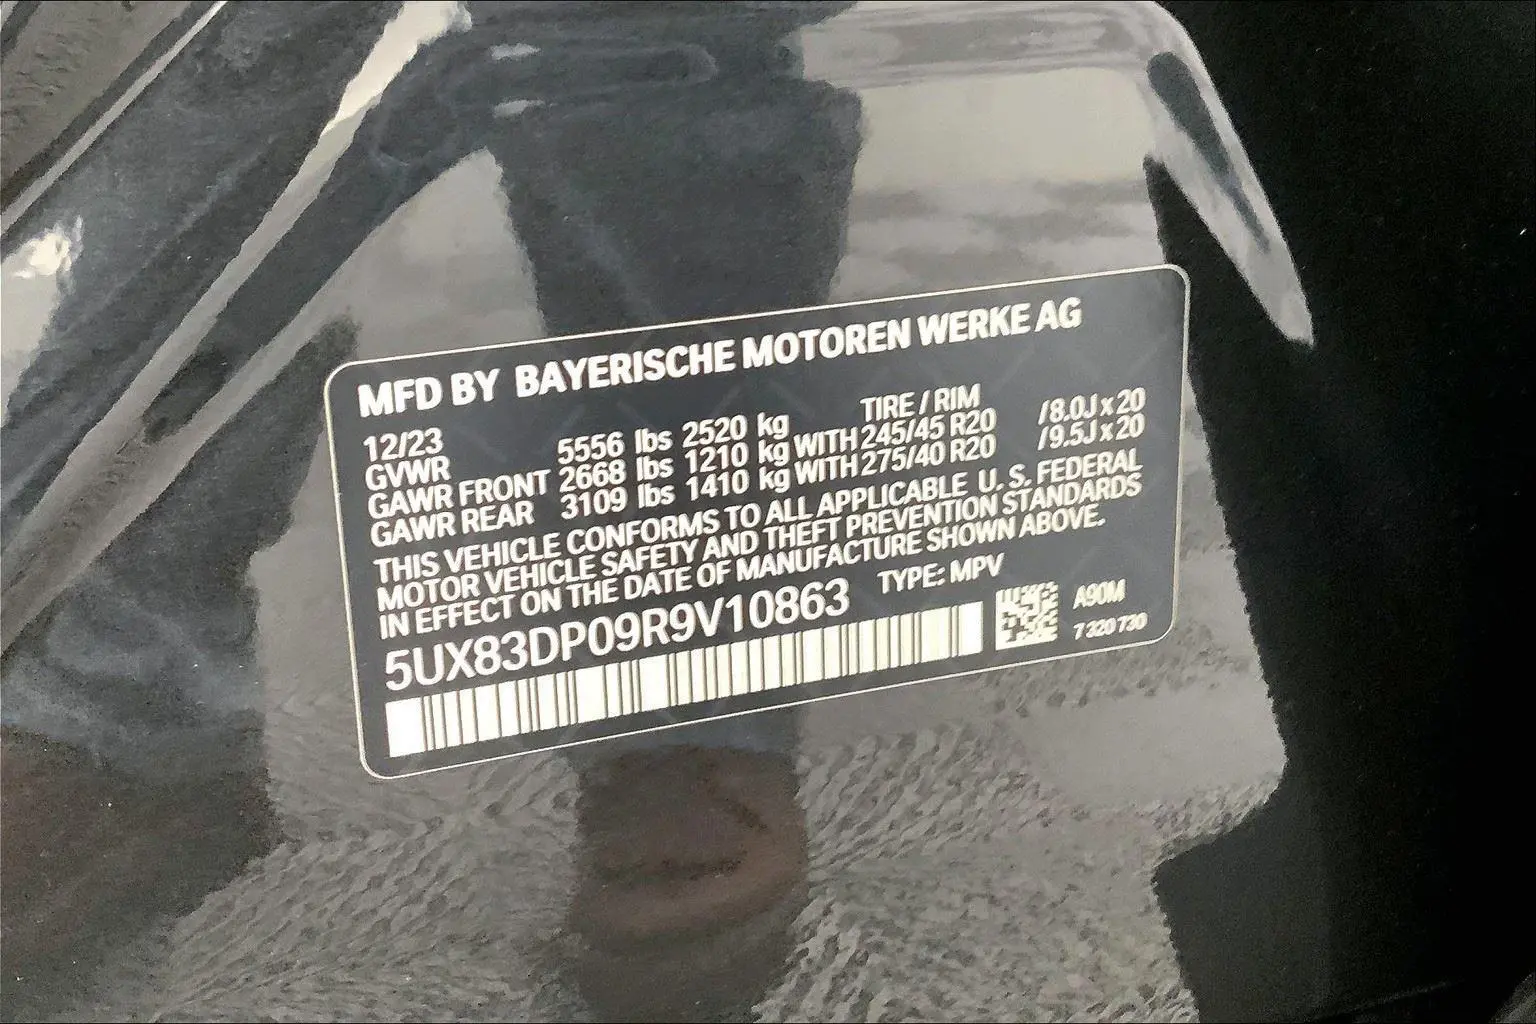 MFD BY BAYERISCHE MOTOREN WERKE AG
12/23 TIRE / RIM
GVWR 5556 lbs 2520 kg
GAWR FRONT 2668 lbs 1210 kg WITH 245/45 R20 /8.0J x 20
GAWR REAR 3109 lbs 1410 kg WITH 275/40 R20 /9.5J x 20
THIS VEHICLE CONFORMS TO ALL APPLICABLE U. S. FEDERAL
MOTOR VEHICLE SAFETY AND THEFT PREVENTION STANDARDS
IN EFFECT ON THE DATE OF MANUFACTURE SHOWN ABOVE.
5UX83DP09R9V10863 TYPE: MPV
A90M
7 320 730